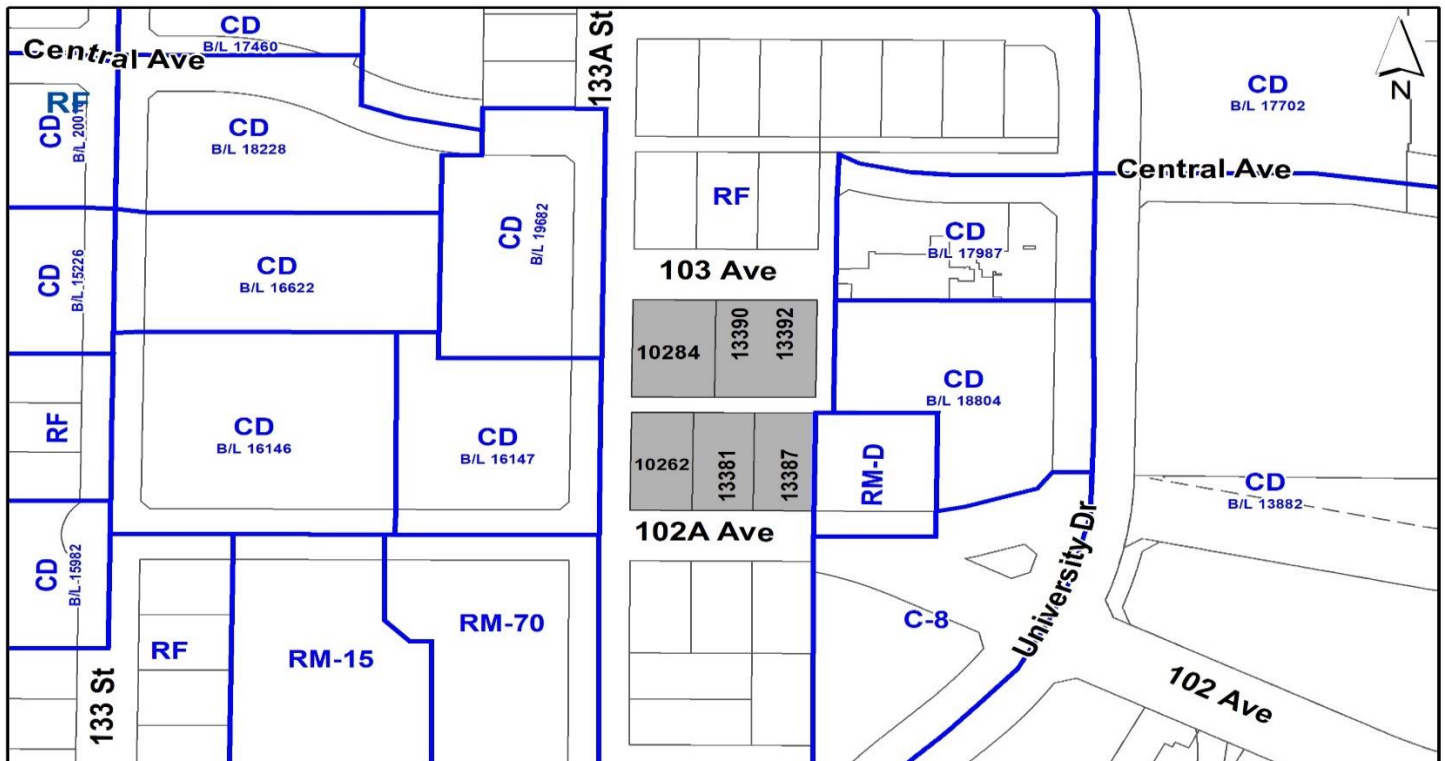 CD
B/L 17460
Central Ave
133A St
N
CD
B/L 17702
RF
CD
CD
B/L 18228
Central Ave
CD
B/L 19682
RF
CD
B/L 17987
CD
B/L 15226
CD
B/L 16622
103 Ave
10284
13390
13392
CD
B/L 18804
RF
CD
B/L 16146
CD
B/L 16147
10262
13381
13387
RM-D
CD
B/L 13882
102A Ave
CD
B/L 15982
University Dr
RF
RM-15
RM-70
C-8
133 St
102 Ave